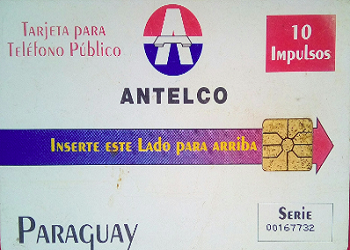 Tarjeta para
Teléfono Público
10
Impulsos
ANTELCO
Inserte este Lado para arriba
Serie
00167732
Paraguay